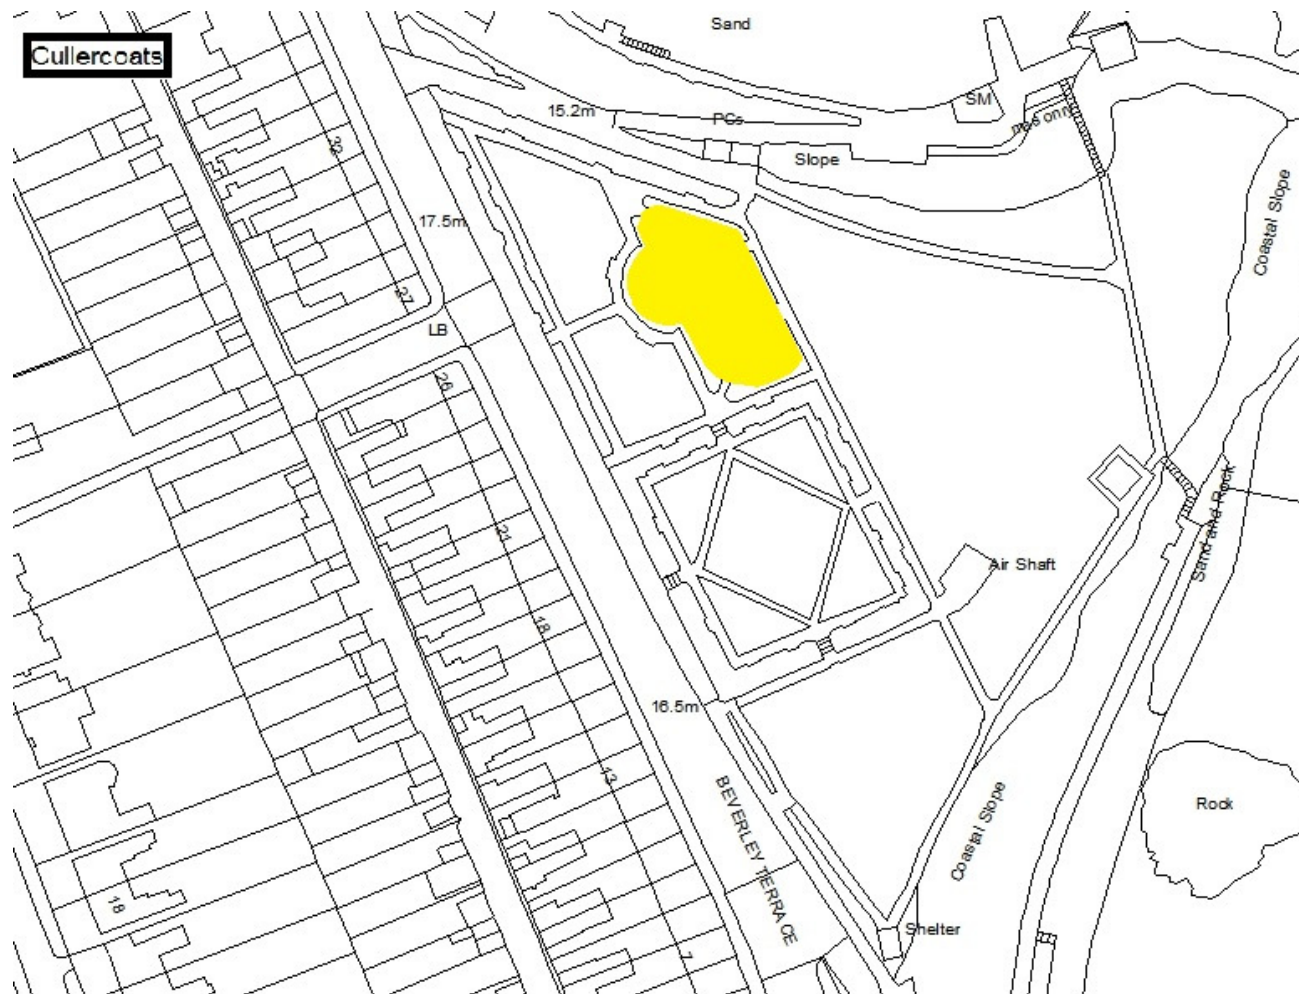 Cullercoats
Sand
15.2m
PCs
SM
masonry
Slope
32
17.5m
Coastal Slope
27
LB
26
21
Sand and Rock
Air Shaft
18
16.5m
13
BEVERLEY TERRACE
Coastal Slope
Rock
18
Shelter
7